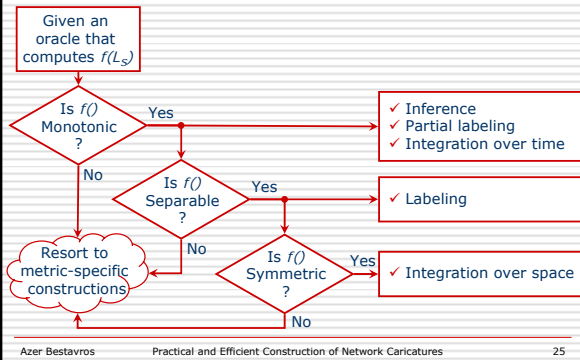 Given an
oracle that
computes f(L_S)
Is f()
Monotonic
?
Yes
No
✓ Inference
✓ Partial labeling
✓ Integration over time
Is f()
Separable
?
Yes
No
✓ Labeling
Resort to
metric-specific
constructions
Is f()
Symmetric
?
Yes
No
✓ Integration over space
Azer Bestavros Practical and Efficient Construction of Network Caricatures 25